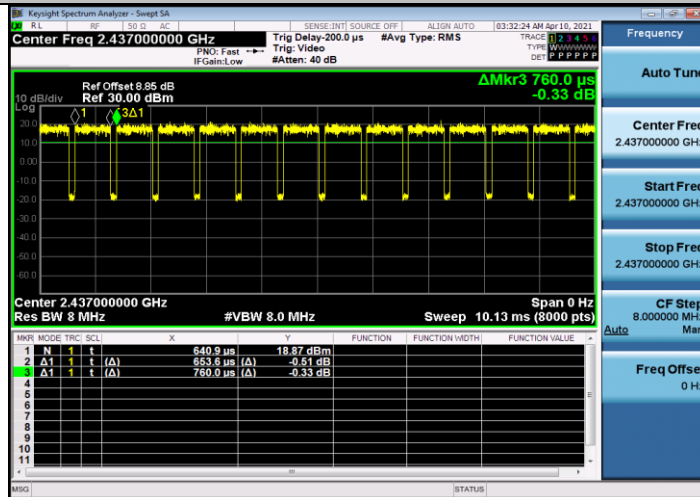 Keysight Spectrum Analyzer - Swept SA
RL RF 50 Ω AC SENSE:INT SOURCE OFF ALIGN AUTO 03:32:24 AM Apr 10, 2021
Center Freq 2.437000000 GHz
PNO: Fast
IFGain:Low
Trig Delay-200.0 µs
Trig: Video
#Atten: 40 dB
#Avg Type: RMS
TRACE 1 2 3 4 5 6
TYPE W
DET P P P P P P
Frequency
ΔMkr3 760.0 µs
-0.33 dB
Ref Offset 8.85 dB
10 dB/div Ref 30.00 dBm
Log
1
3Δ1
20.0
10.0
0.00
-10.0
-20.0
-30.0
-40.0
-50.0
-60.0
Center 2.437000000 GHz Span 0 Hz
Res BW 8 MHz #VBW 8.0 MHz Sweep 10.13 ms (8000 pts)
MKR MODE TRC SCL X Y FUNCTION FUNCTION WIDTH FUNCTION VALUE
1 N 1 t 640.9 µs 18.87 dBm
2 Δ1 1 t (Δ) 653.6 µs (Δ) -0.51 dB
3 Δ1 1 t (Δ) 760.0 µs (Δ) -0.33 dB
4
5
6
7
8
9
10
11
MSG STATUS
Auto Tune
Center Freq
2.437000000 GHz
Start Freq
2.437000000 GHz
Stop Freq
2.437000000 GHz
CF Step
8.000000 MHz
Auto Man
Freq Offset
0 Hz